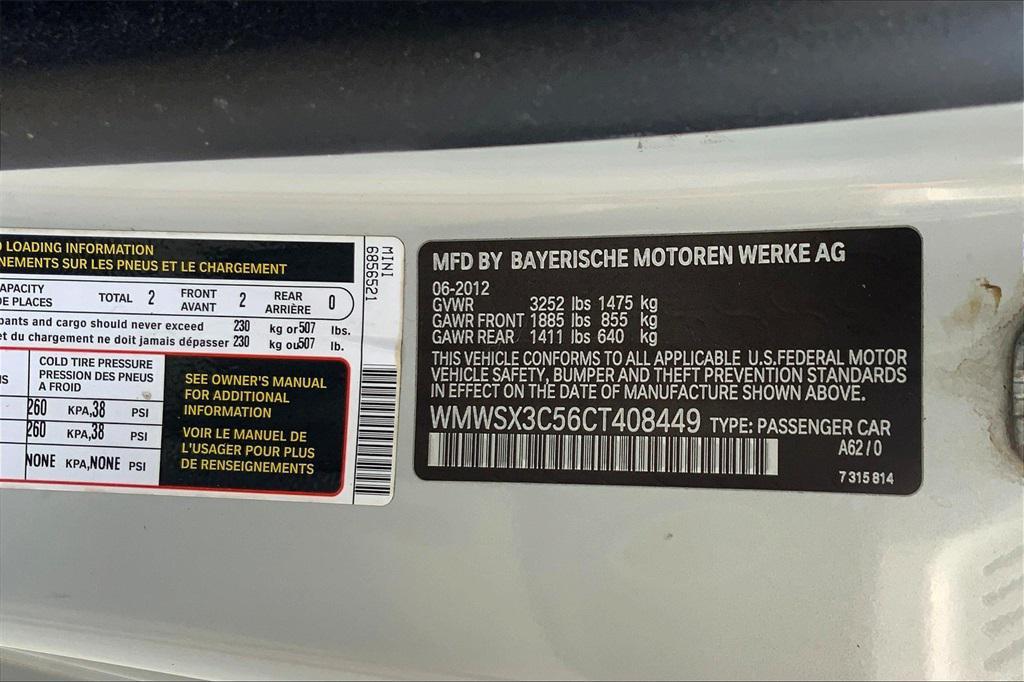 LOADING INFORMATION
NEMENTS SUR LES PNEUS ET LE CHARGEMENT
APACITY
DE PLACES
TOTAL 2
FRONT
AVANT
2
REAR
ARRIÈRE
0
pants and cargo should never exceed 230 kg or 507 lbs.
et du chargement ne doit jamais dépasser 230 kg ou 507 lb.
COLD TIRE PRESSURE
PRESSION DES PNEUS
A FROID
260 KPA,38 PSI
260 KPA,38 PSI
NONE KPA,NONE PSI
SEE OWNER'S MANUAL
FOR ADDITIONAL
INFORMATION
VOIR LE MANUEL DE
L'USAGER POUR PLUS
DE RENSEIGNEMENTS
MINI
6856521
MFD BY BAYERISCHE MOTOREN WERKE AG
06-2012
GVWR 3252 lbs 1475 kg
GAWR FRONT 1885 lbs 855 kg
GAWR REAR 1411 lbs 640 kg
THIS VEHICLE CONFORMS TO ALL APPLICABLE U.S.FEDERAL MOTOR
VEHICLE SAFETY, BUMPER AND THEFT PREVENTION STANDARDS
IN EFFECT ON THE DATE OF MANUFACTURE SHOWN ABOVE.
WMWSX3C56CT408449 TYPE: PASSENGER CAR
A62/0
7 315 814